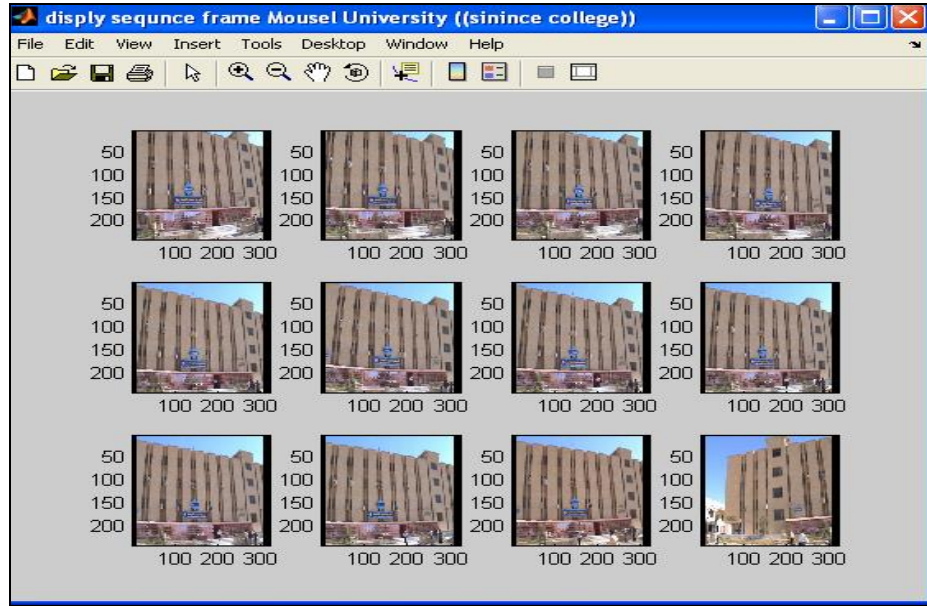 disply sequnce frame Mousel University ((sinince college))
File Edit View Insert Tools Desktop Window Help
50 50 50 50
100 100 100 100
150 150 150 150
200 200 200 200
100 200 300 100 200 300 100 200 300 100 200 300
50 50 50 50
100 100 100 100
150 150 150 150
200 200 200 200
100 200 300 100 200 300 100 200 300 100 200 300
50 50 50 50
100 100 100 100
150 150 150 150
200 200 200 200
100 200 300 100 200 300 100 200 300 100 200 300